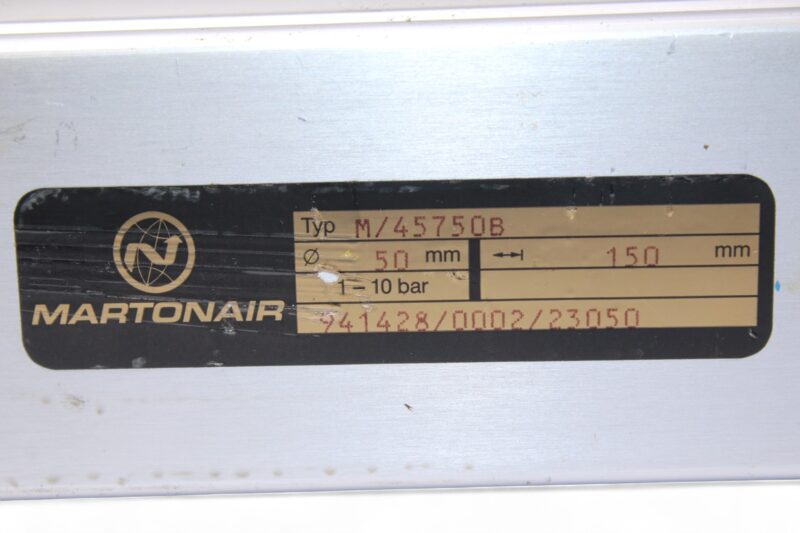 MARTONAIR
Typ M/45750B
Ø 50 mm ↔ 150 mm
1–10 bar
941428/0002/23050